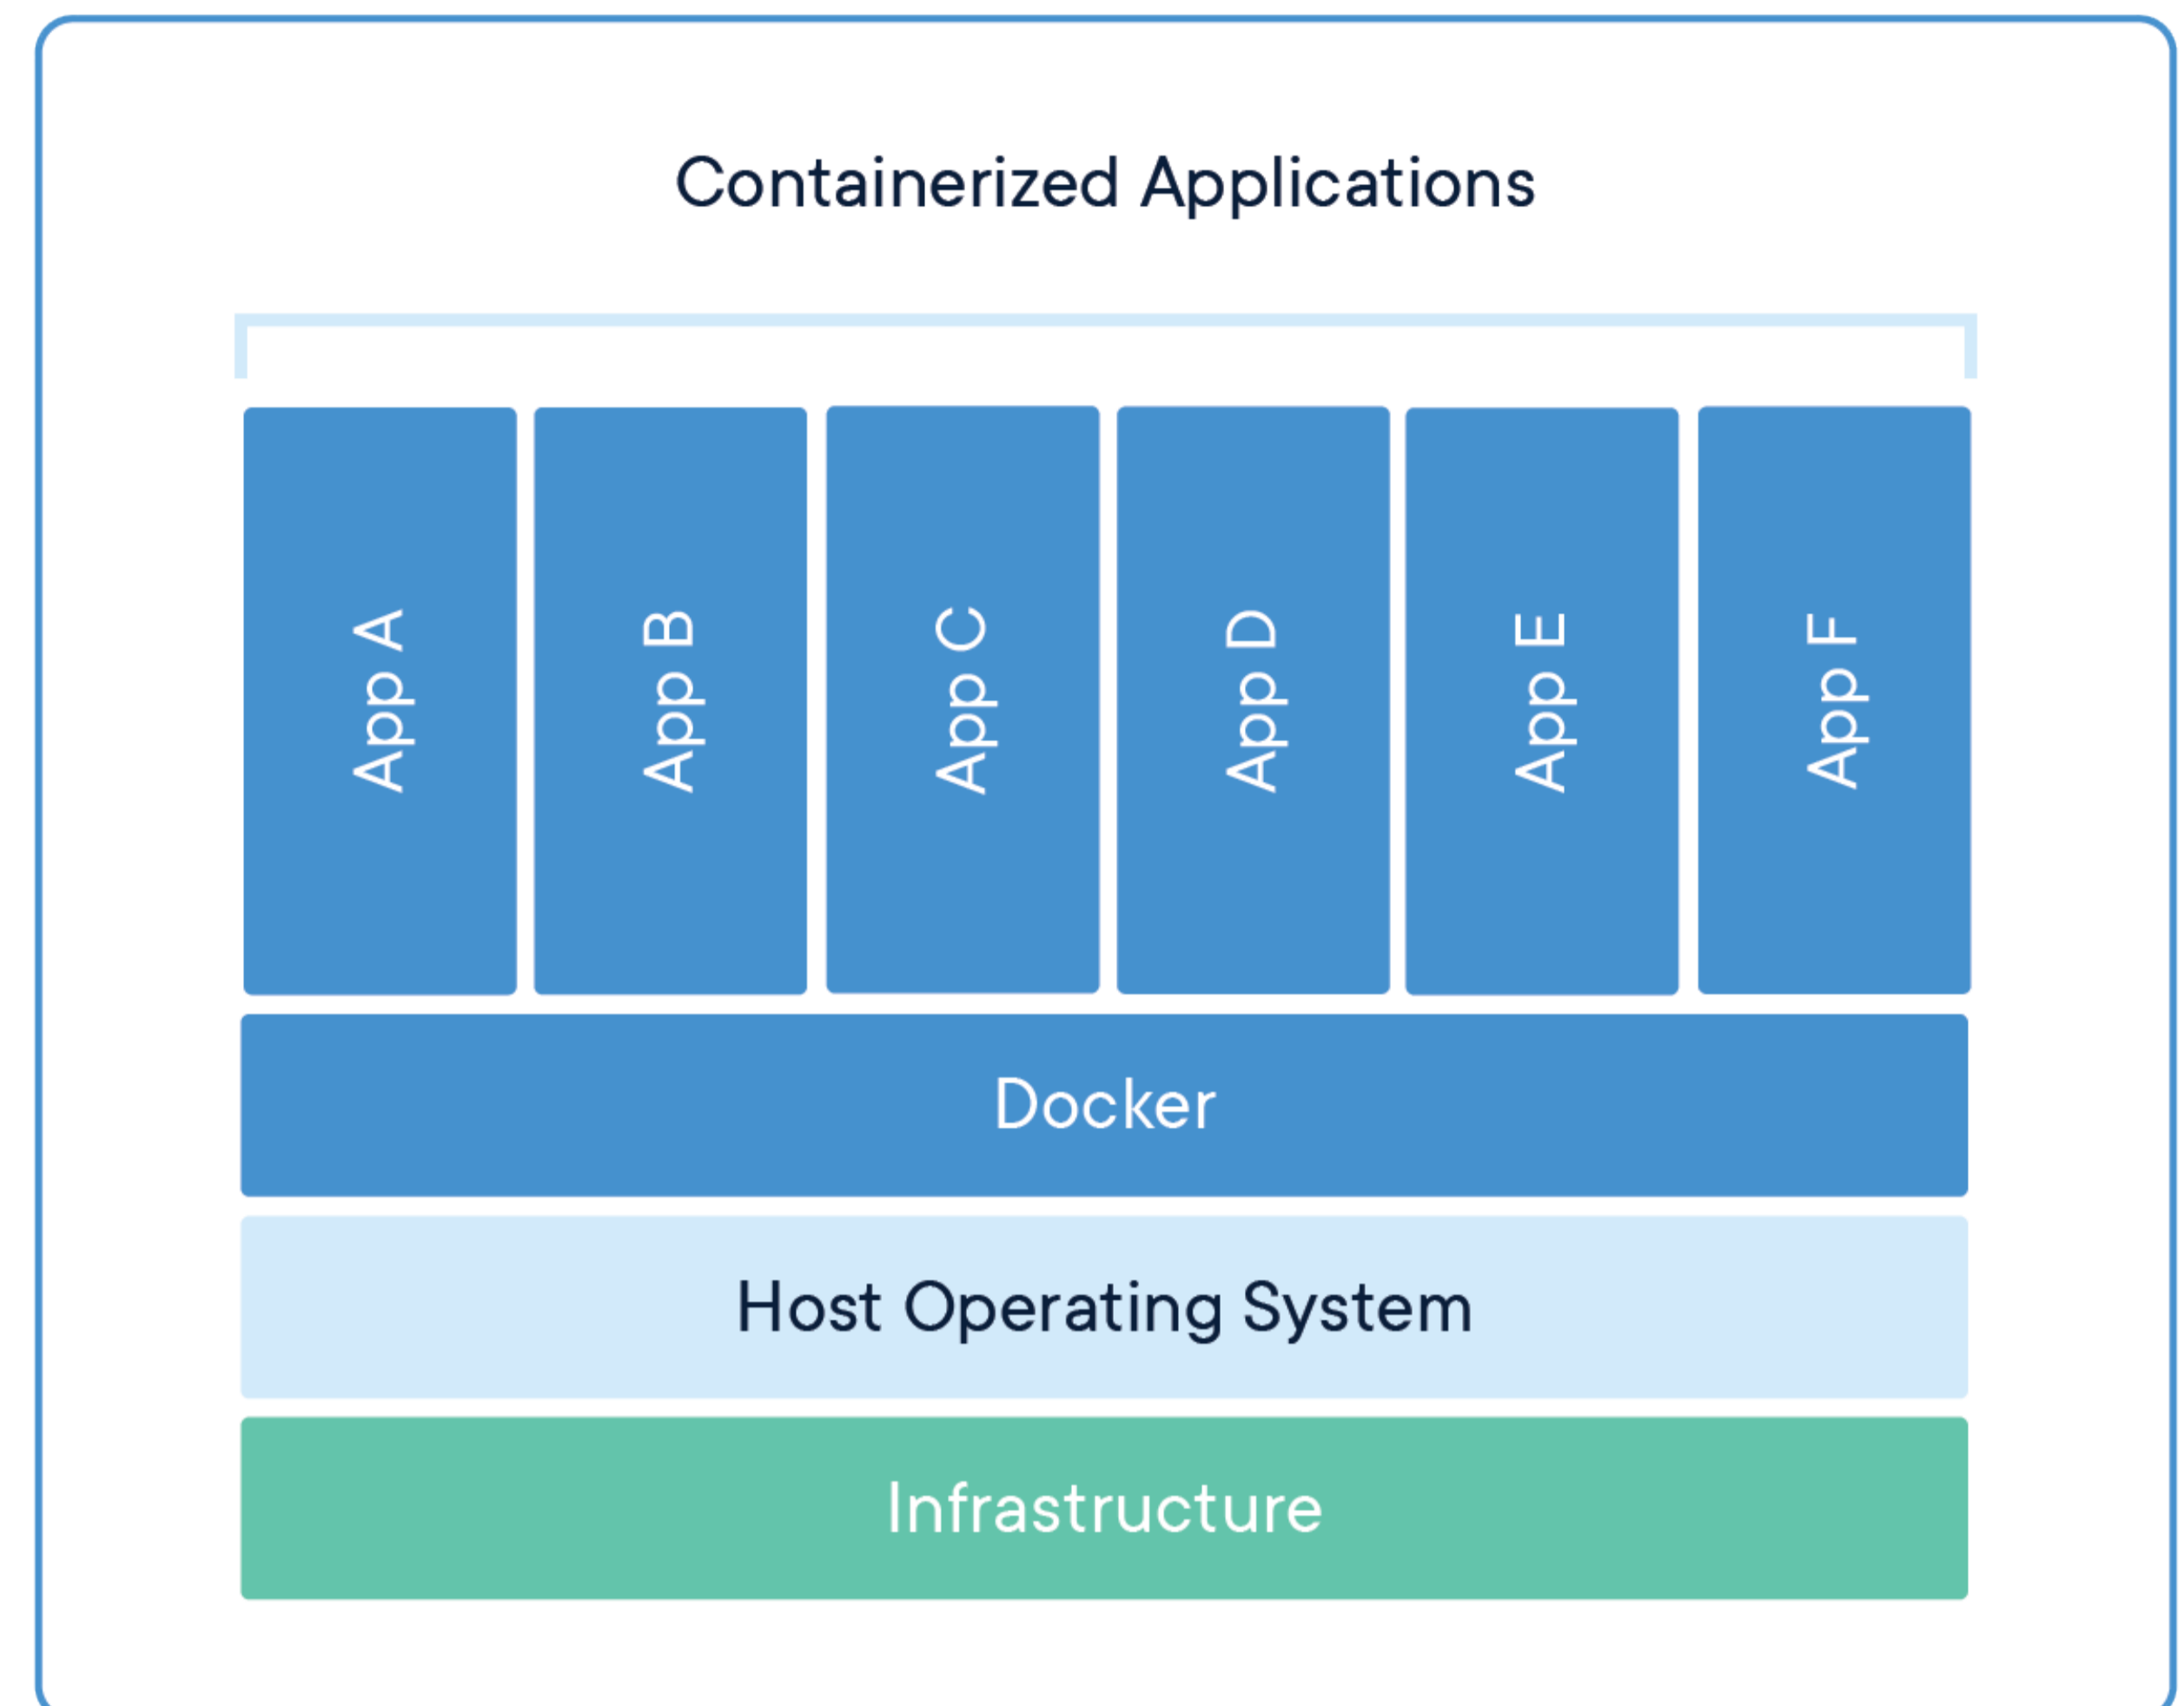 Containerized Applications
App A
App B
App C
App D
App E
App F
Docker
Host Operating System
Infrastructure